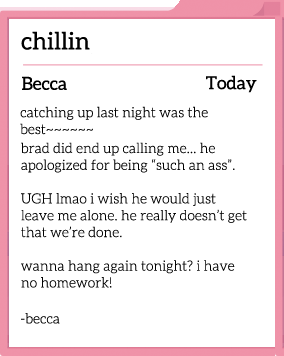 chillin
Becca Today
catching up last night was the
best~~~~~~
brad did end up calling me... he
apologized for being “such an ass”.
UGH lmao i wish he would just
leave me alone. he really doesn’t get
that we’re done.
wanna hang again tonight? i have
no homework!
-becca